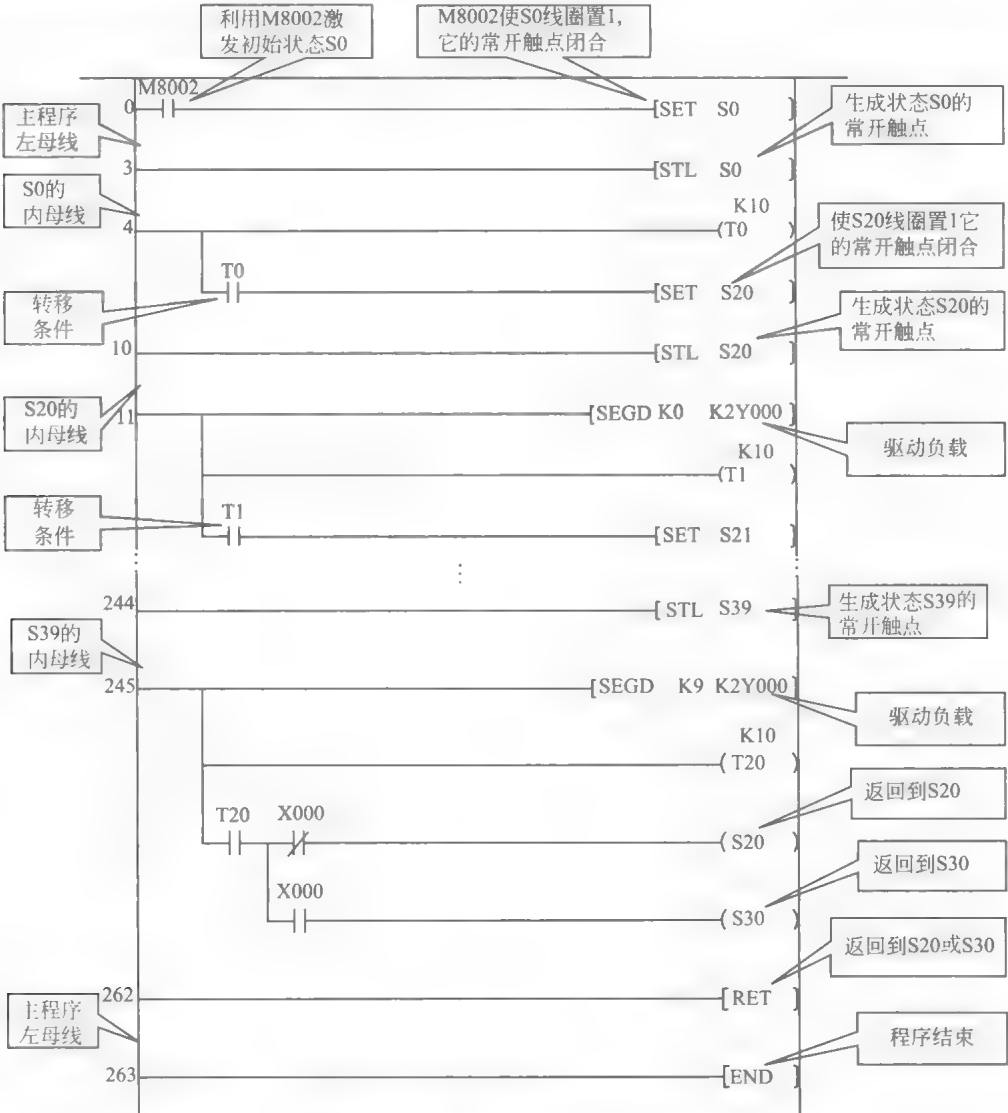 利用M8002激
发初始状态S0
M8002使S0线圈置1，
它的常开触点闭合
M8002
0
[SET S0 ]
生成状态S0的
常开触点
主程序
左母线
3
[STL S0 ]
S0的
内母线
K10
4
(T0 )
使S20线圈置1它
的常开触点闭合
T0
[SET S20 ]
转移
条件
生成状态S20的
常开触点
10
[STL S20 ]
S20的
内母线
11
[SEGD K0 K2Y000 ]
驱动负载
K10
(T1 )
转移
条件
T1
[SET S21 ]
244
[ STL S39 ]
生成状态S39的
常开触点
S39的
内母线
245
[SEGD K9 K2Y000]
驱动负载
K10
( T20 )
返回到S20
T20 X000
( S20 )
返回到S30
X000
( S30 )
返回到S20或S30
262
[RET ]
主程序
左母线
程序结束
263
[END ]